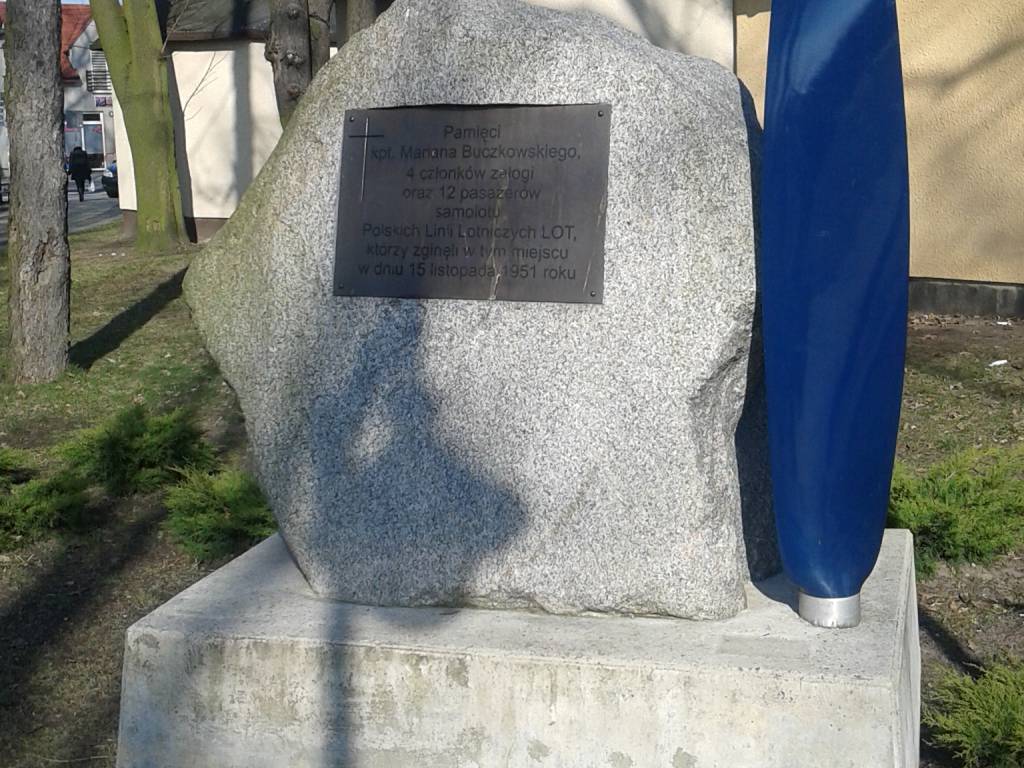 Pamięci
kpt. Mariana Buczkowskiego,
4 członków załogi
oraz 12 pasażerów
samolotu
Polskich Linii Lotniczych LOT,
którzy zginęli w tym miejscu
w dniu 15 listopada 1951 roku